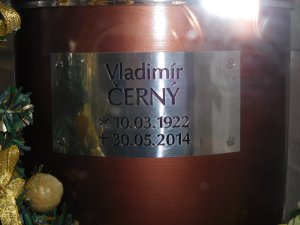 Vladimír
ČERNÝ
* 10.03.1922
† 30.05.2014